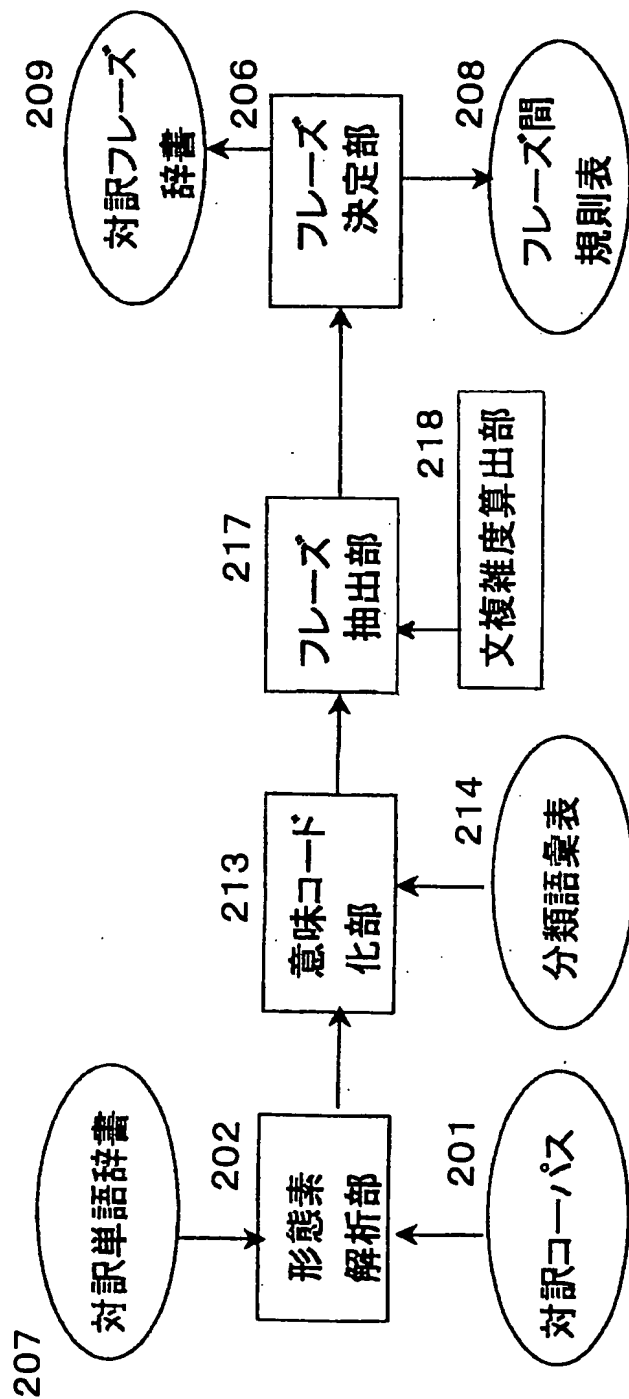 207
対訳単語辞書
202
形態素
解析部
201
対訳コーパス
213
意味コード
化部
214
分類語彙表
217
フレーズ
抽出部
218
文複雑度算出部
209
対訳フレーズ
辞書
206
フレーズ
決定部
208
フレーズ間
規則表